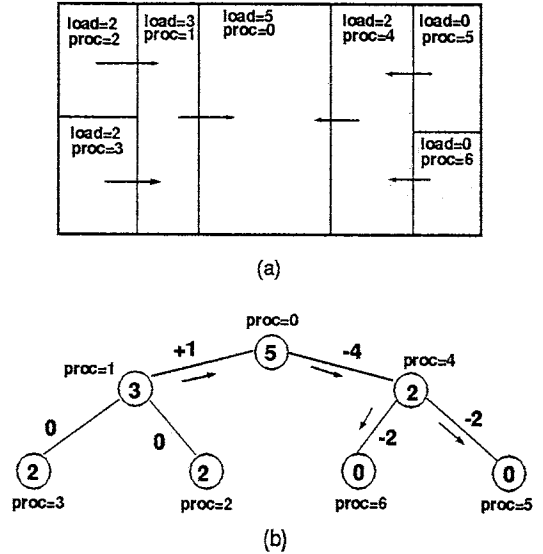 load=2
proc=2
load=3
proc=1
load=5
proc=0
load=2
proc=4
load=0
proc=5
load=2
proc=3
load=0
proc=6
(a)
proc=0
5
+1
-4
proc=1
3
proc=4
2
0
0
-2
-2
2
proc=3
2
proc=2
0
proc=6
0
proc=5
(b)